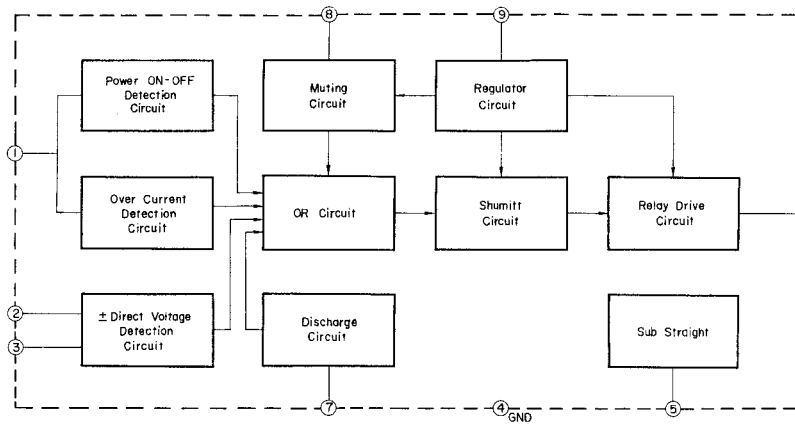 ⑧ ⑨
Power ON-OFF
Detection
Circuit
Muting
Circuit
Regulator
Circuit
①
Over Current
Detection
Circuit
OR Circuit
Shumitt
Circuit
Relay Drive
Circuit
②
③
± Direct Voltage
Detection
Circuit
Discharge
Circuit
Sub Straight
⑦ ④ GND ⑤